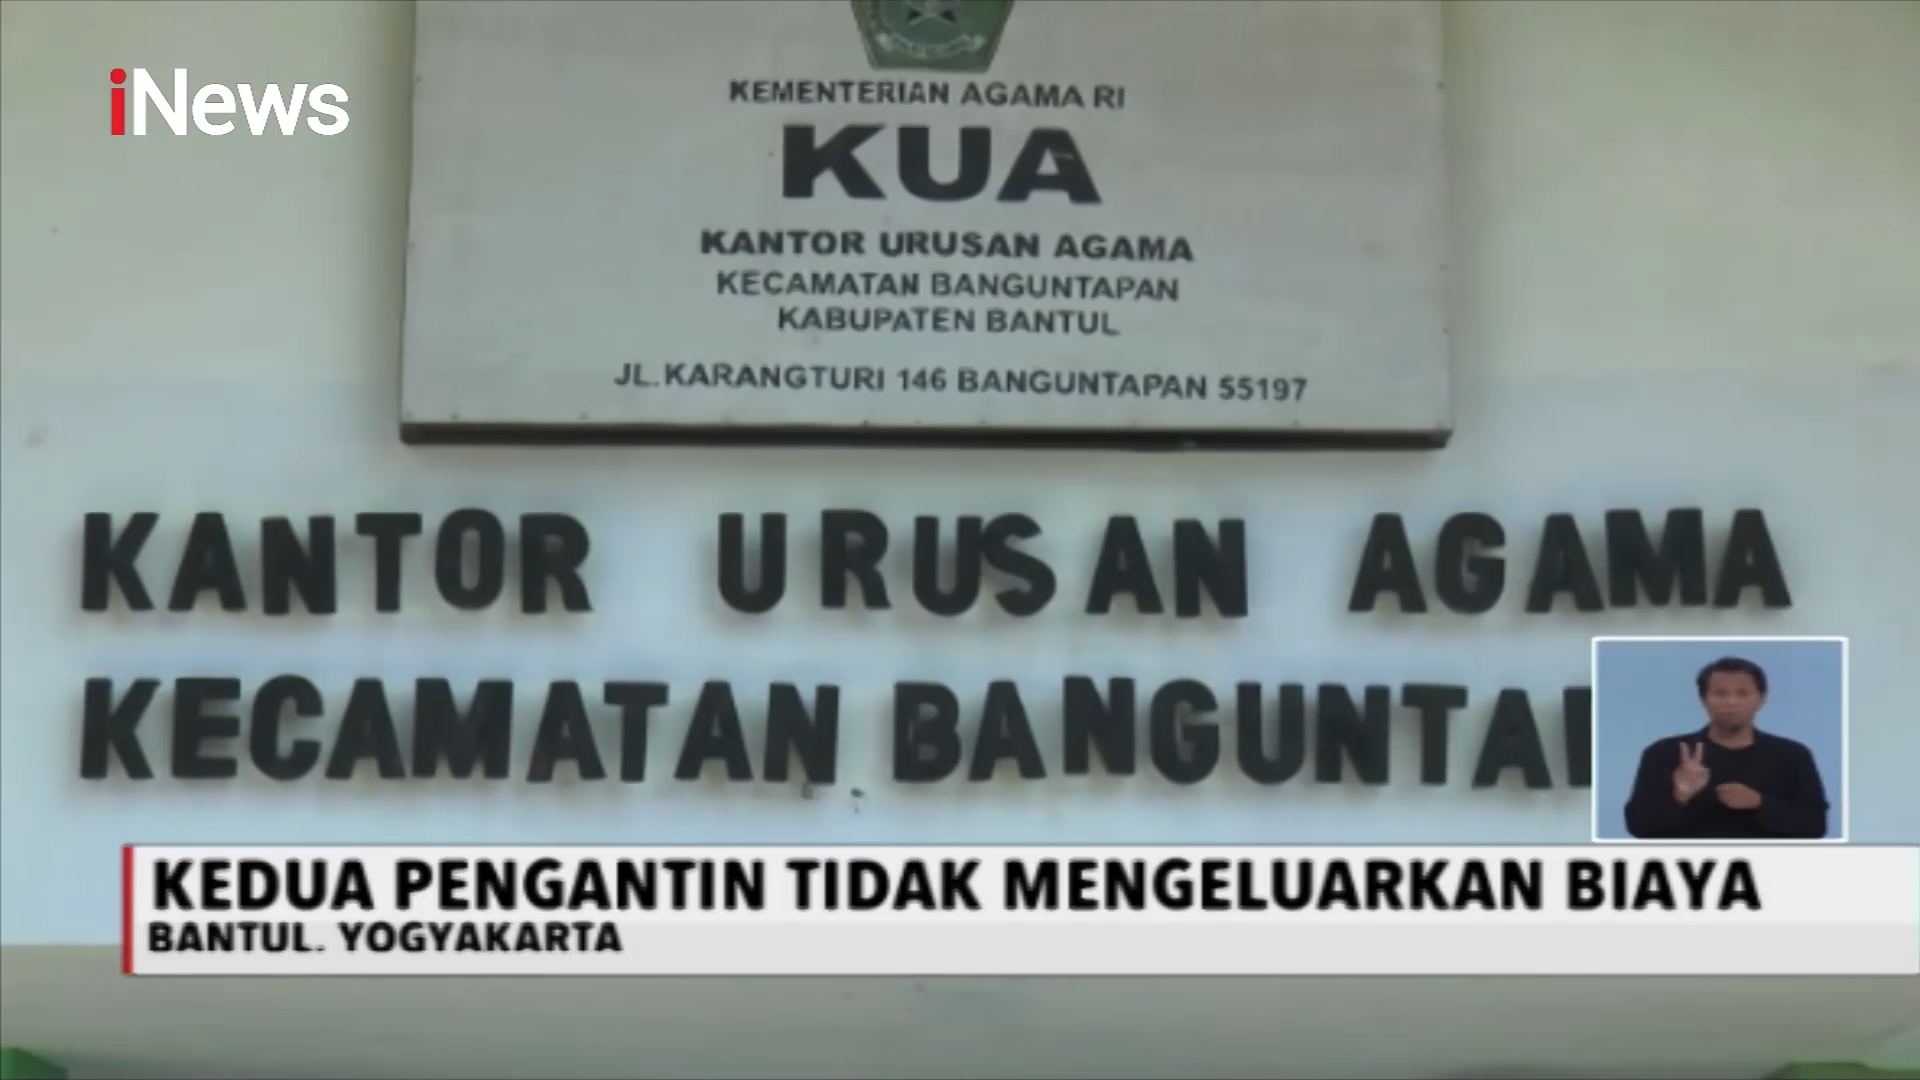 iNews
KEMENTERIAN AGAMA RI
KUA
KANTOR URUSAN AGAMA
KECAMATAN BANGUNTAPAN
KABUPATEN BANTUL
JL. KARANGTURI 146 BANGUNTAPAN 55197
KANTOR URUSAN AGAMA
KECAMATAN BANGUNTA
KEDUA PENGANTIN TIDAK MENGELUARKAN BIAYA
BANTUL. YOGYAKARTA